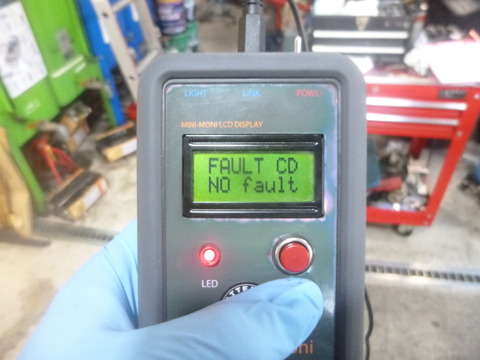 LIGHT LINK POWER
MINI-MONI LCD DISPLAY
FAULT CD
NO fault
LED